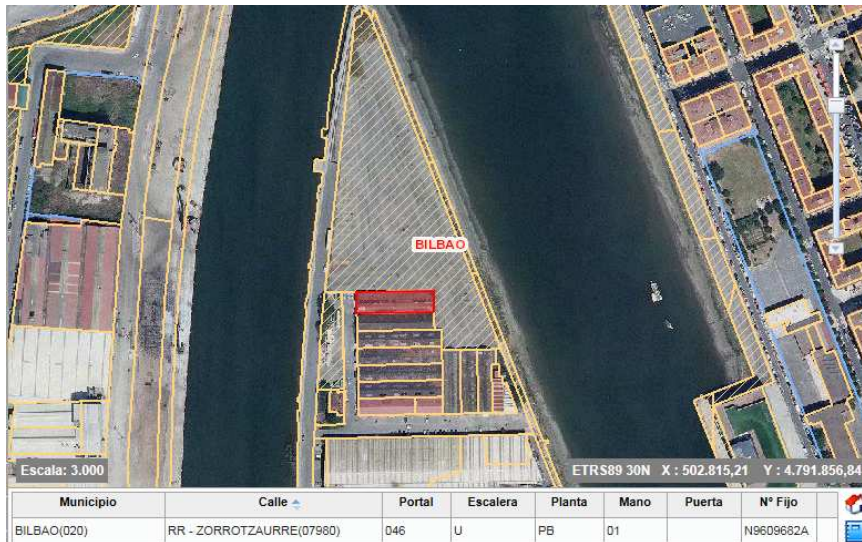 BILBAO
Escala: 3.000
ETRS89 30N X : 502.815,21 Y : 4.791.856,84
Municipio Calle Portal Escalera Planta Mano Puerta Nº Fijo
BILBAO(020) RR - ZORROTZAURRE(07980) 046 U PB 01 N9609682A